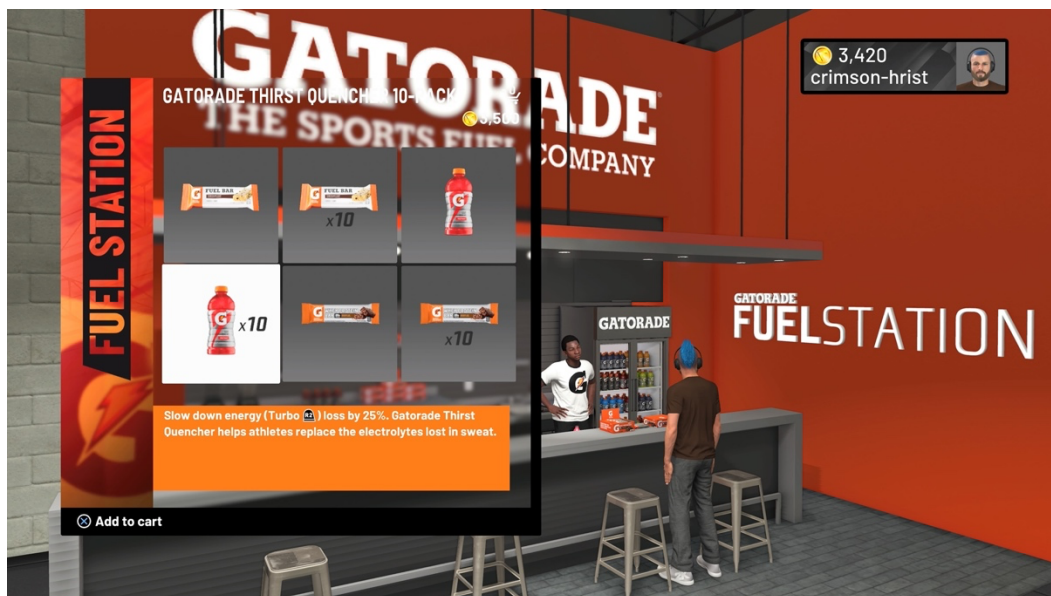 GATORADE
THE SPORTS FUEL COMPANY
3,420
crimson-hrist
GATORADE THIRST QUENCHER 10-PACK
3,500
FUEL STATION
G FUEL BAR
G FUEL BAR
x10
G
G x10
G
G
x10
Slow down energy (Turbo R2) loss by 25%. Gatorade Thirst
Quencher helps athletes replace the electrolytes lost in sweat.
Add to cart
GATORADE
G
GATORADE
FUELSTATION